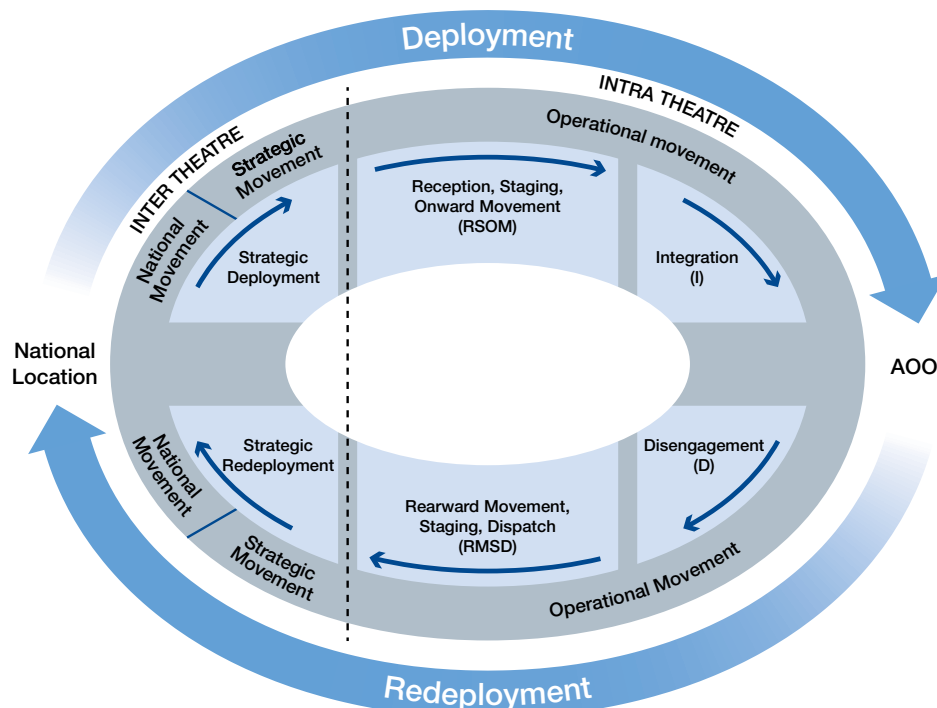 Deployment
INTER THEATRE
INTRA THEATRE
Strategic
Movement
Operational movement
National
Movement
Reception, Staging,
Onward Movement
(RSOM)
Strategic
Deployment
Integration
(I)
National
Location
AOO
Strategic
Redeployment
Disengagement
(D)
National
Movement
Rearward Movement,
Staging, Dispatch
(RMSD)
Strategic
Movement
Operational Movement
Redeployment